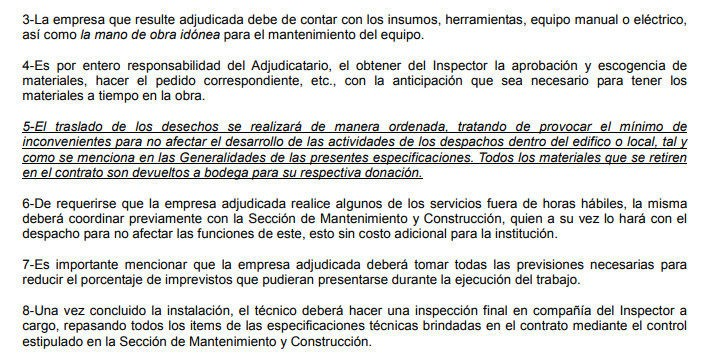 3-La empresa que resulte adjudicada debe de contar con los insumos, herramientas, equipo manual o eléctrico,
así como la mano de obra idónea para el mantenimiento del equipo.
4-Es por entero responsabilidad del Adjudicatario, el obtener del Inspector la aprobación y escogencia de
materiales, hacer el pedido correspondiente, etc., con la anticipación que sea necesario para tener los
materiales a tiempo en la obra.
5-El traslado de los desechos se realizará de manera ordenada, tratando de provocar el mínimo de
inconvenientes para no afectar el desarrollo de las actividades de los despachos dentro del edifico o local, tal y
como se menciona en las Generalidades de las presentes especificaciones. Todos los materiales que se retiren
en el contrato son devueltos a bodega para su respectiva donación.
6-De requerirse que la empresa adjudicada realice algunos de los servicios fuera de horas hábiles, la misma
deberá coordinar previamente con la Sección de Mantenimiento y Construcción, quien a su vez lo hará con el
despacho para no afectar las funciones de este, esto sin costo adicional para la institución.
7-Es importante mencionar que la empresa adjudicada deberá tomar todas las previsiones necesarias para
reducir el porcentaje de imprevistos que pudieran presentarse durante la ejecución del trabajo.
8-Una vez concluido la instalación, el técnico deberá hacer una inspección final en compañía del Inspector a
cargo, repasando todos los items de las especificaciones técnicas brindadas en el contrato mediante el control
estipulado en la Sección de Mantenimiento y Construcción.